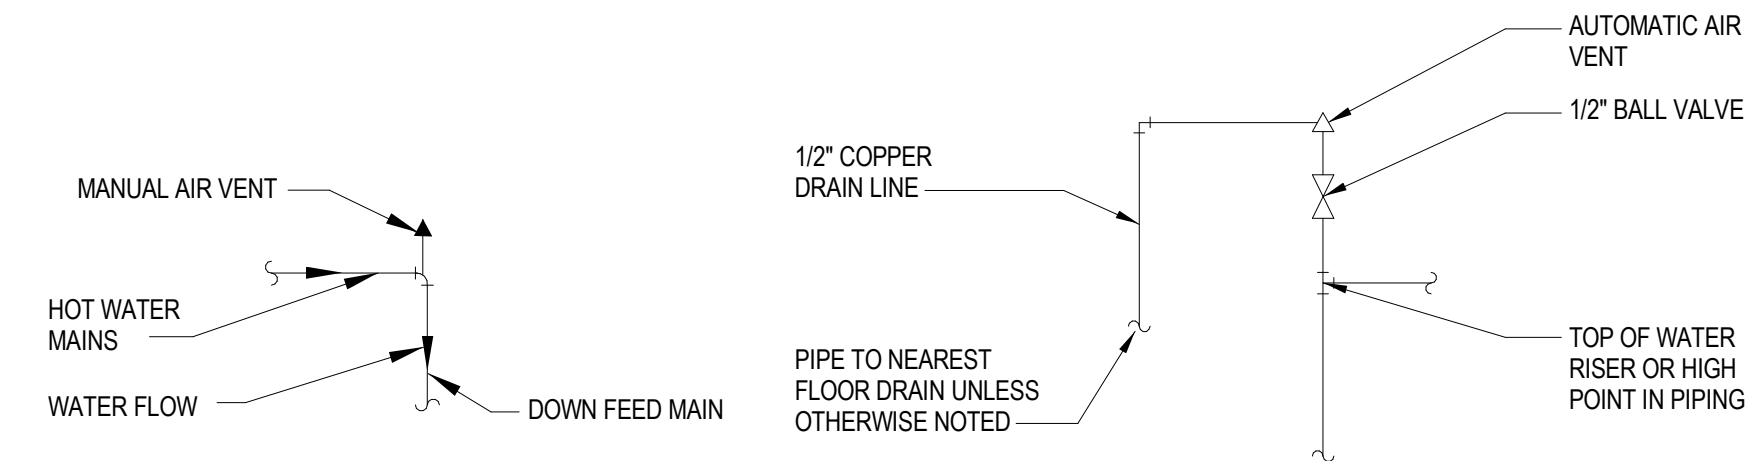 MANUAL AIR VENT
HOT WATER
MAINS
WATER FLOW
DOWN FEED MAIN
1/2" COPPER
DRAIN LINE
PIPE TO NEAREST
FLOOR DRAIN UNLESS
OTHERWISE NOTED
AUTOMATIC AIR
VENT
1/2" BALL VALVE
TOP OF WATER
RISER OR HIGH
POINT IN PIPING